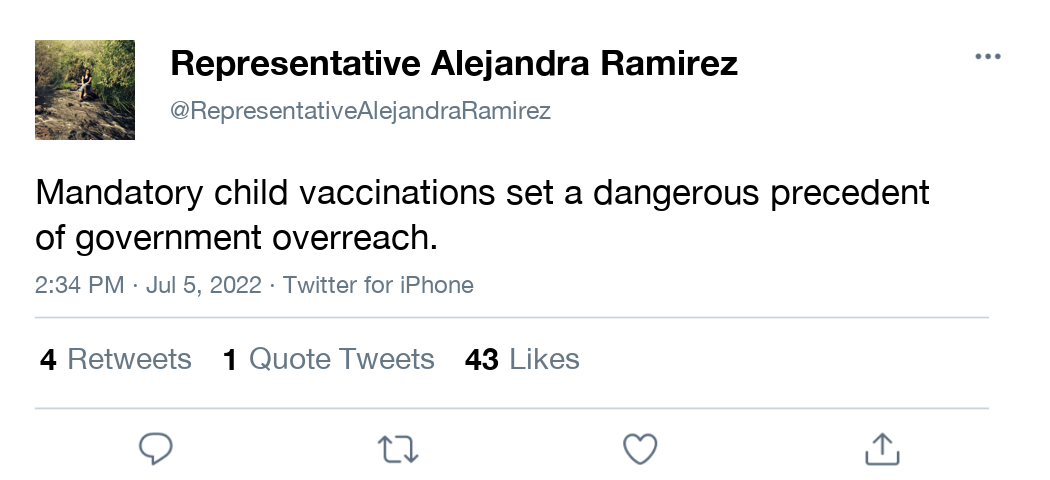 Representative Alejandra Ramirez
@RepresentativeAlejandraRamirez
Mandatory child vaccinations set a dangerous precedent
of government overreach.
2:34 PM · Jul 5, 2022 · Twitter for iPhone
4 Retweets 1 Quote Tweets 43 Likes